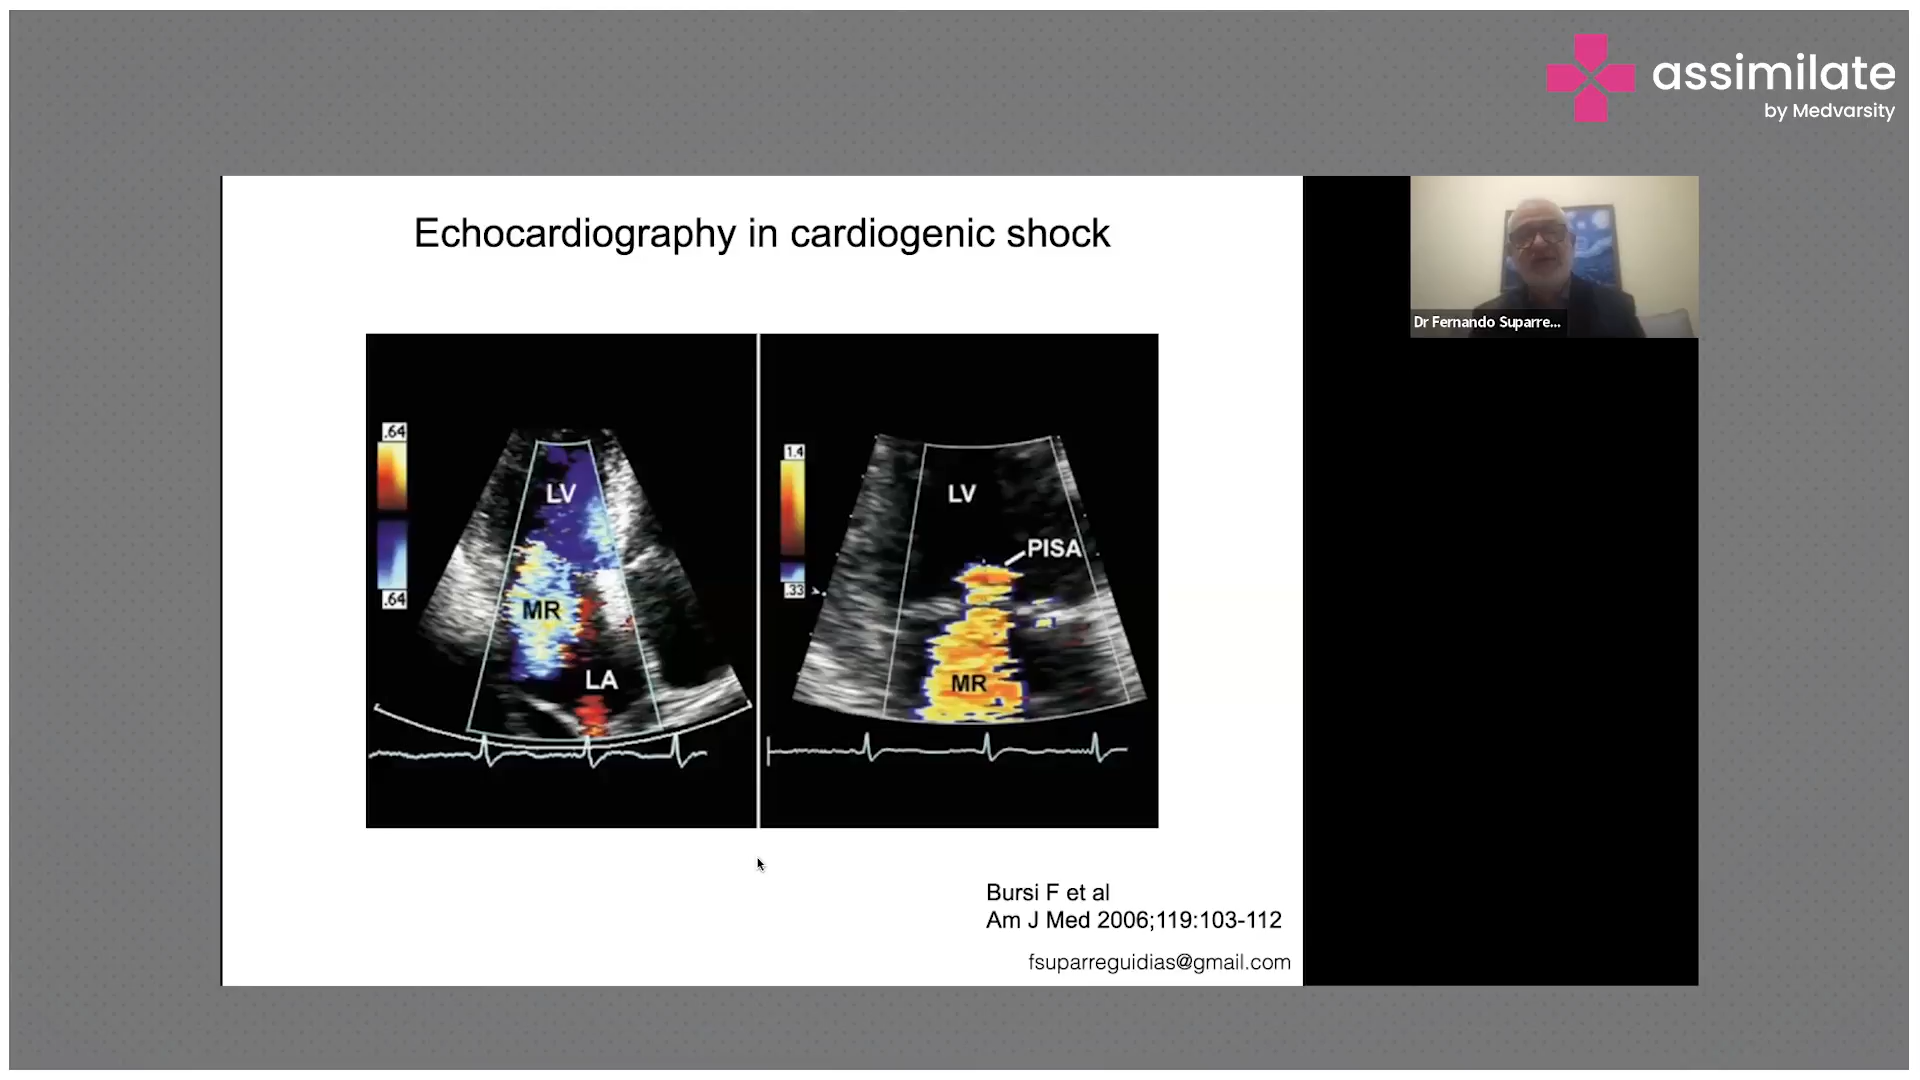 assimilate
by Medvarsity
Echocardiography in cardiogenic shock
Dr Fernando Suparre...
.64
LV
MR
.64
LA
1.4
LV
PISA
.33
MR
Bursi F et al
Am J Med 2006;119:103-112
fsuparreguidias@gmail.com